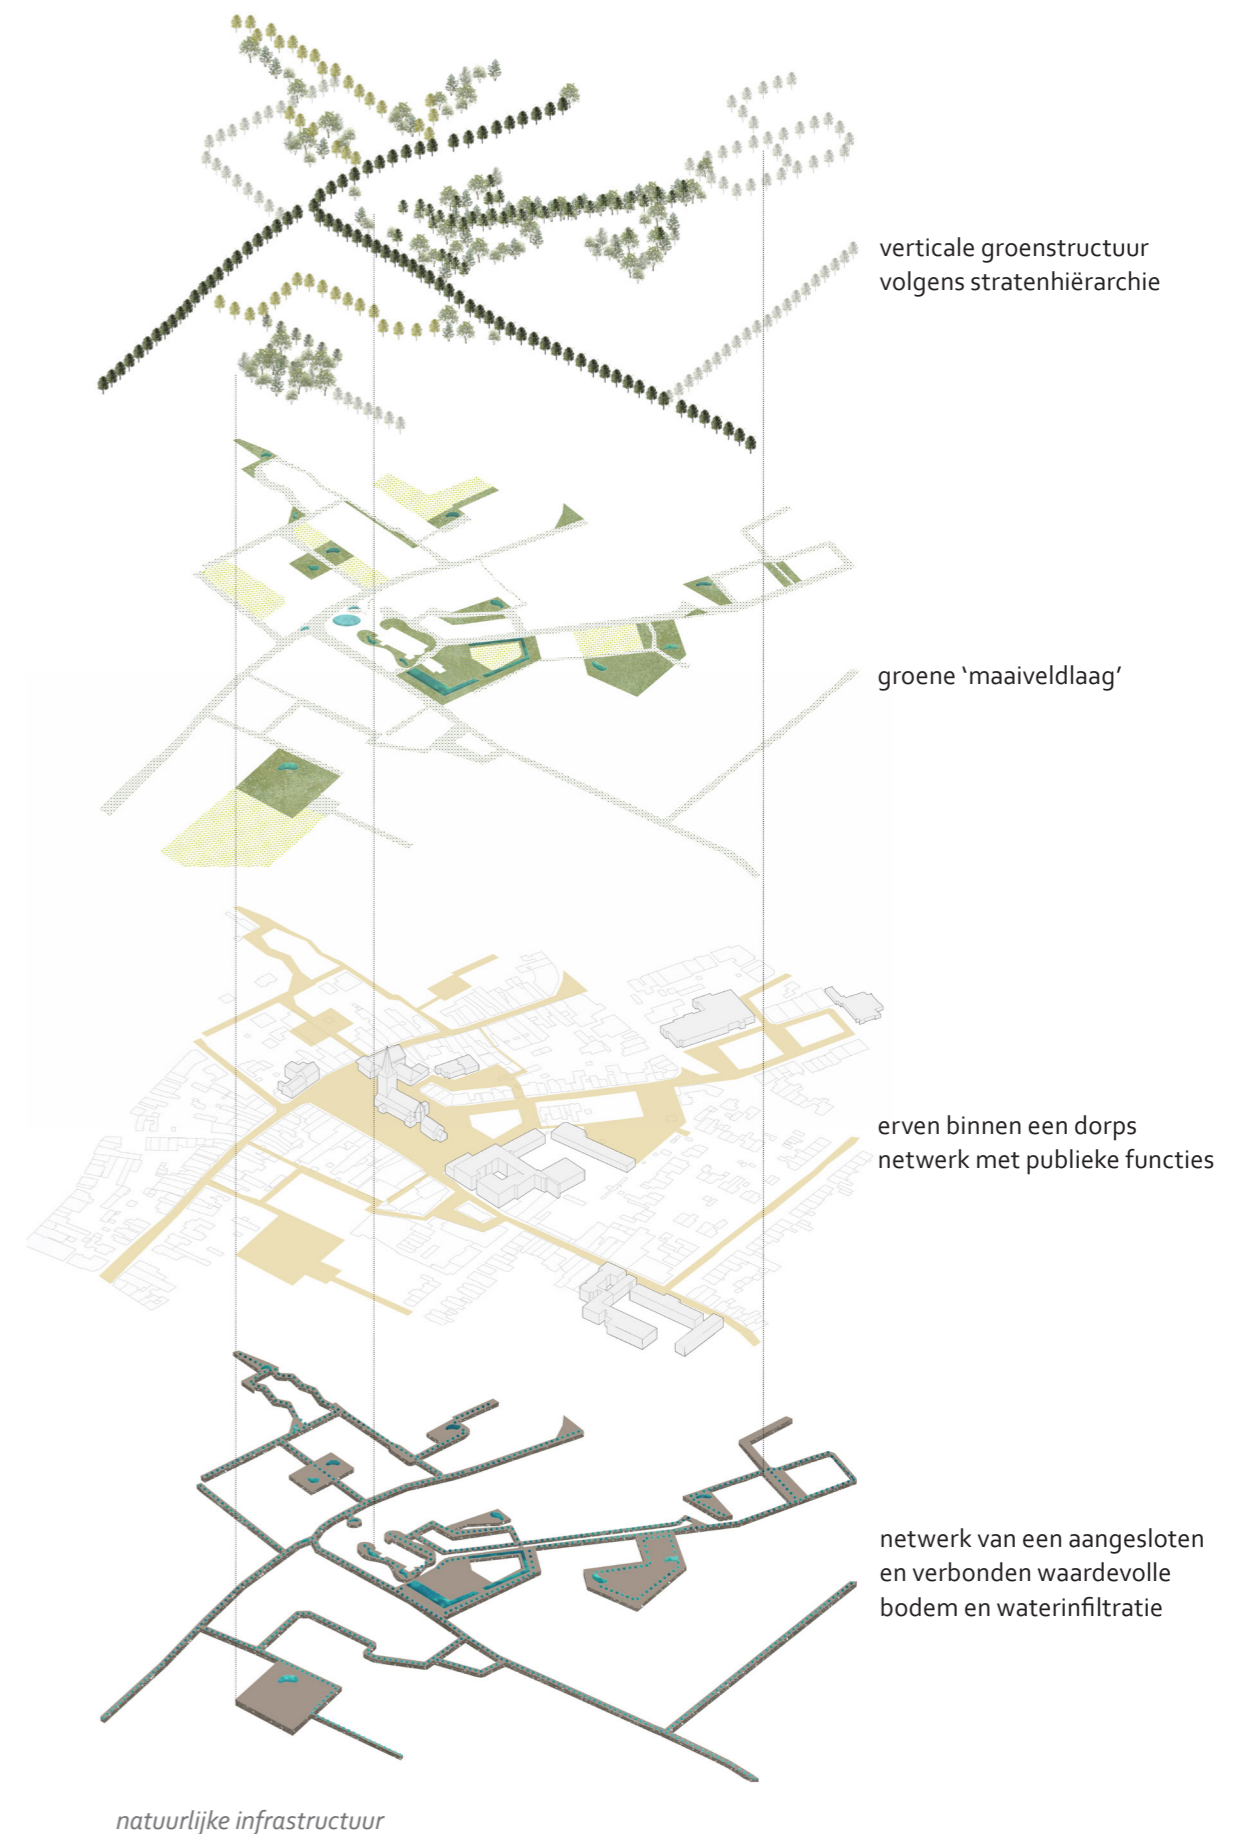 verticale groenstructuur
volgens stratenhiërarchie
groene ‘maaiveldlaag’
erven binnen een dorps
netwerk met publieke functies
netwerk van een aangesloten
en verbonden waardevolle
bodem en waterinfiltratie
natuurlijke infrastructuur